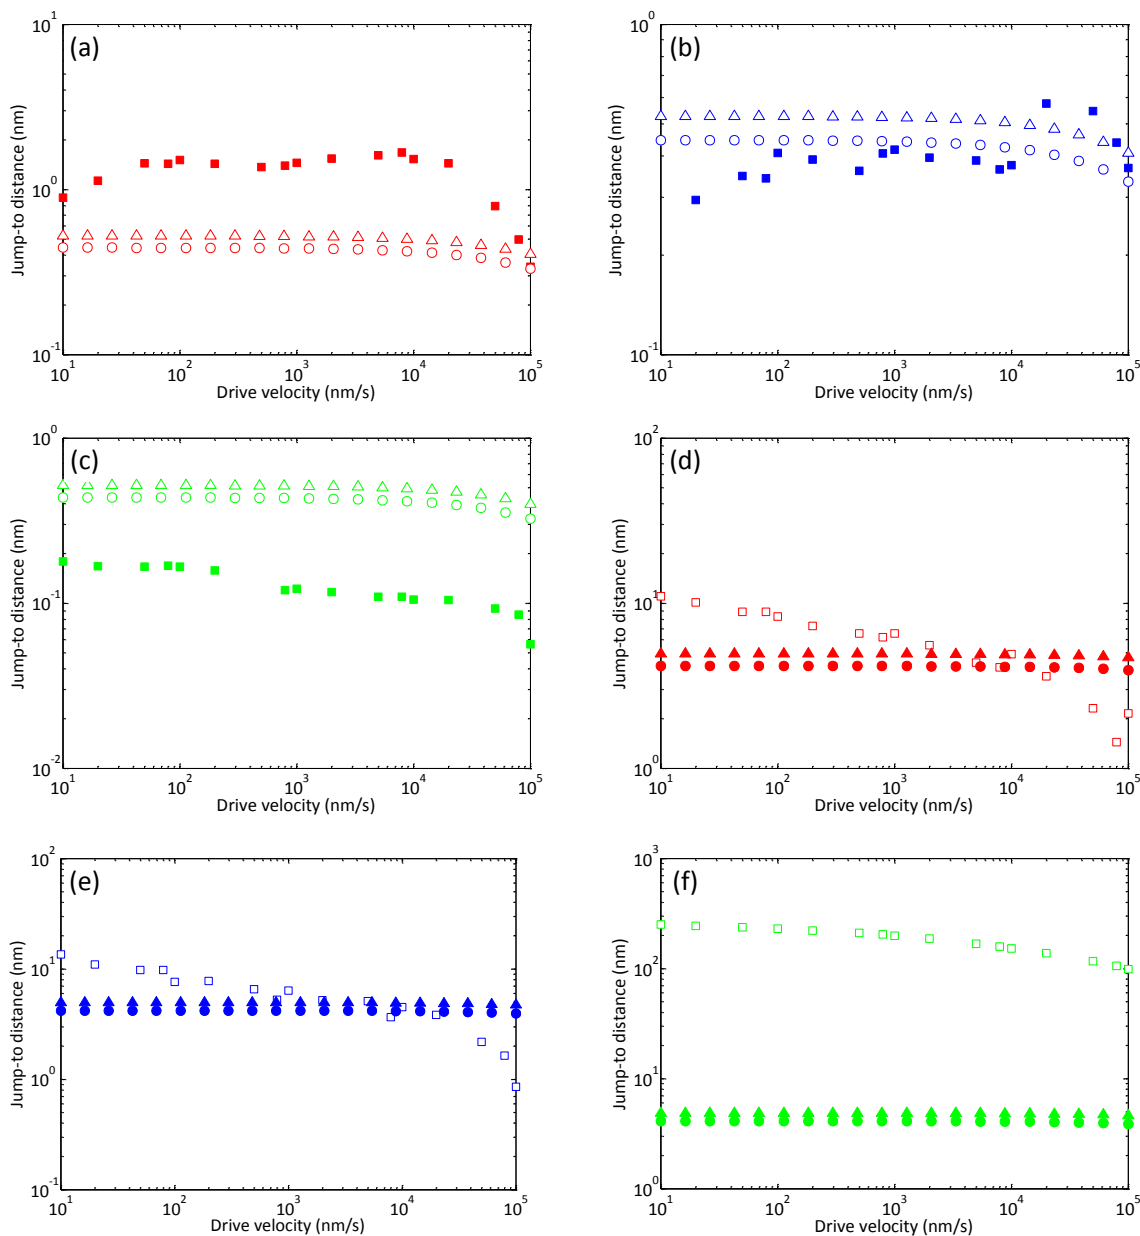 (a)
Jump-to distance (nm)
10^1
10^0
10^-1
10^1 10^2 10^3 10^4 10^5
Drive velocity (nm/s)
(b)
Jump-to distance (nm)
10^0
10^-1
10^1 10^2 10^3 10^4 10^5
Drive velocity (nm/s)
(c)
Jump-to distance (nm)
10^0
10^-1
10^-2
10^1 10^2 10^3 10^4 10^5
Drive velocity (nm/s)
(d)
Jump-to distance (nm)
10^2
10^1
10^0
10^1 10^2 10^3 10^4 10^5
Drive velocity (nm/s)
(e)
Jump-to distance (nm)
10^2
10^1
10^0
10^-1
10^1 10^2 10^3 10^4 10^5
Drive velocity (nm/s)
(f)
Jump-to distance (nm)
10^3
10^2
10^1
10^0
10^1 10^2 10^3 10^4 10^5
Drive velocity (nm/s)